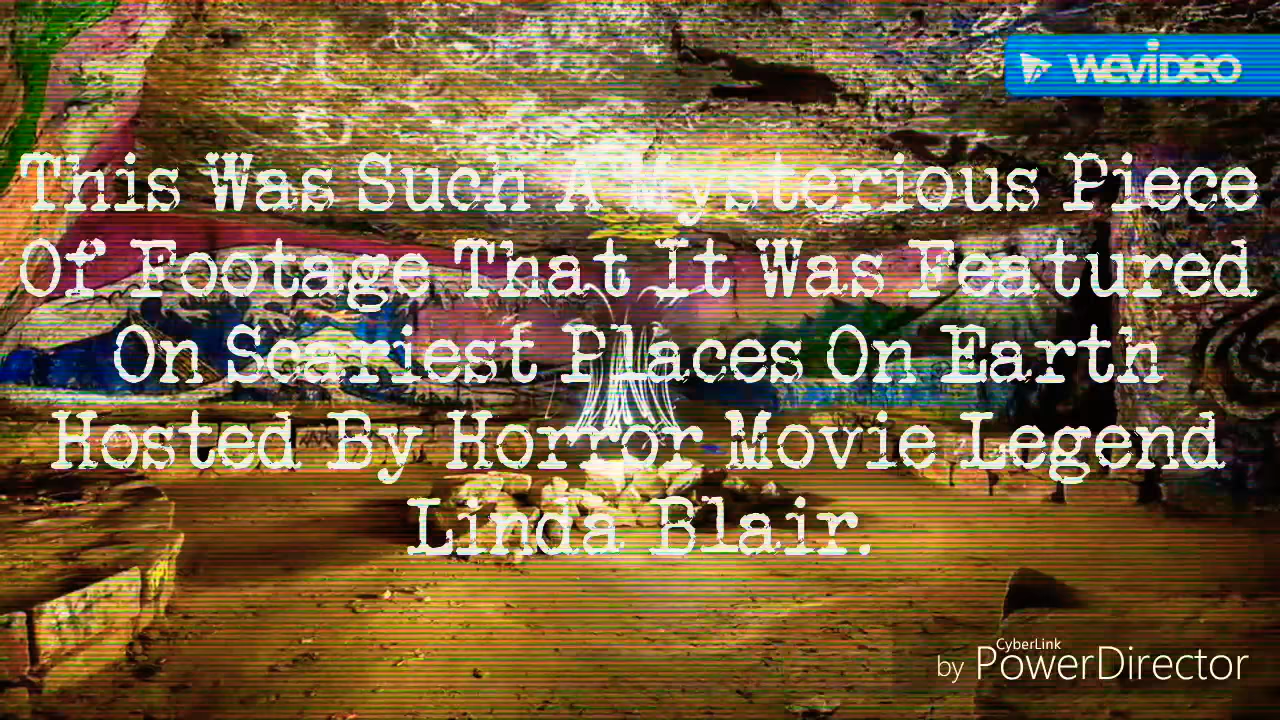 WeVideo
This Was Such A Mysterious Piece
Of Footage That It Was Featured
On Scariest Places On Earth
Hosted By Horror Movie Legend
Linda Blair.
CyberLink
by PowerDirector